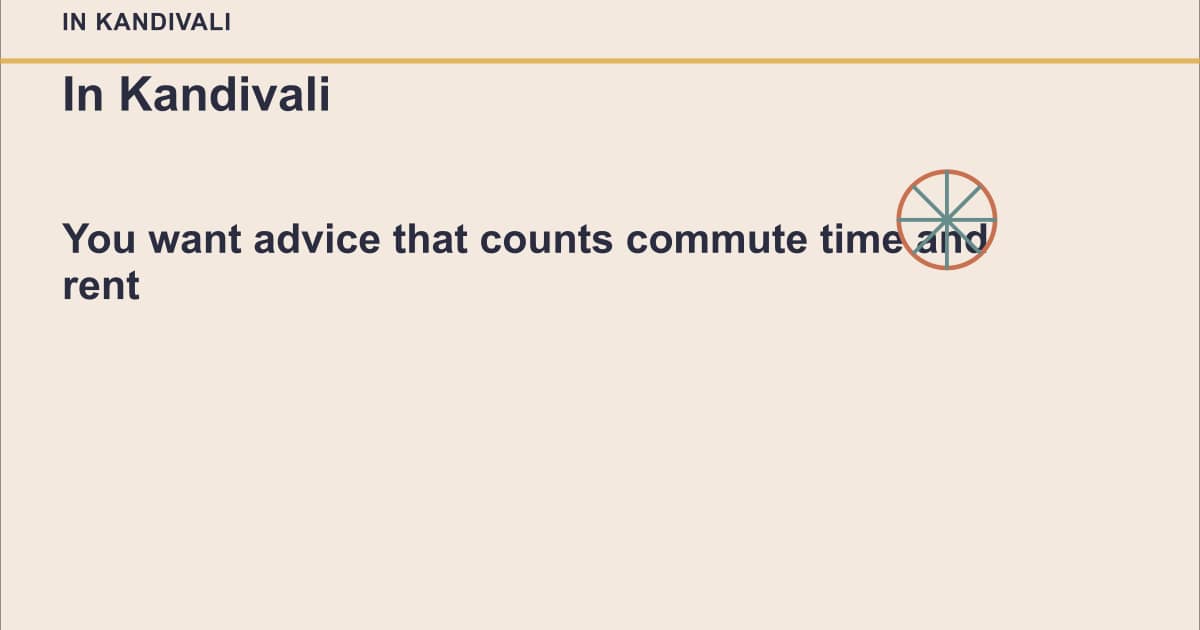 IN KANDIVALI
In Kandivali
You want advice that counts commute time and
rent